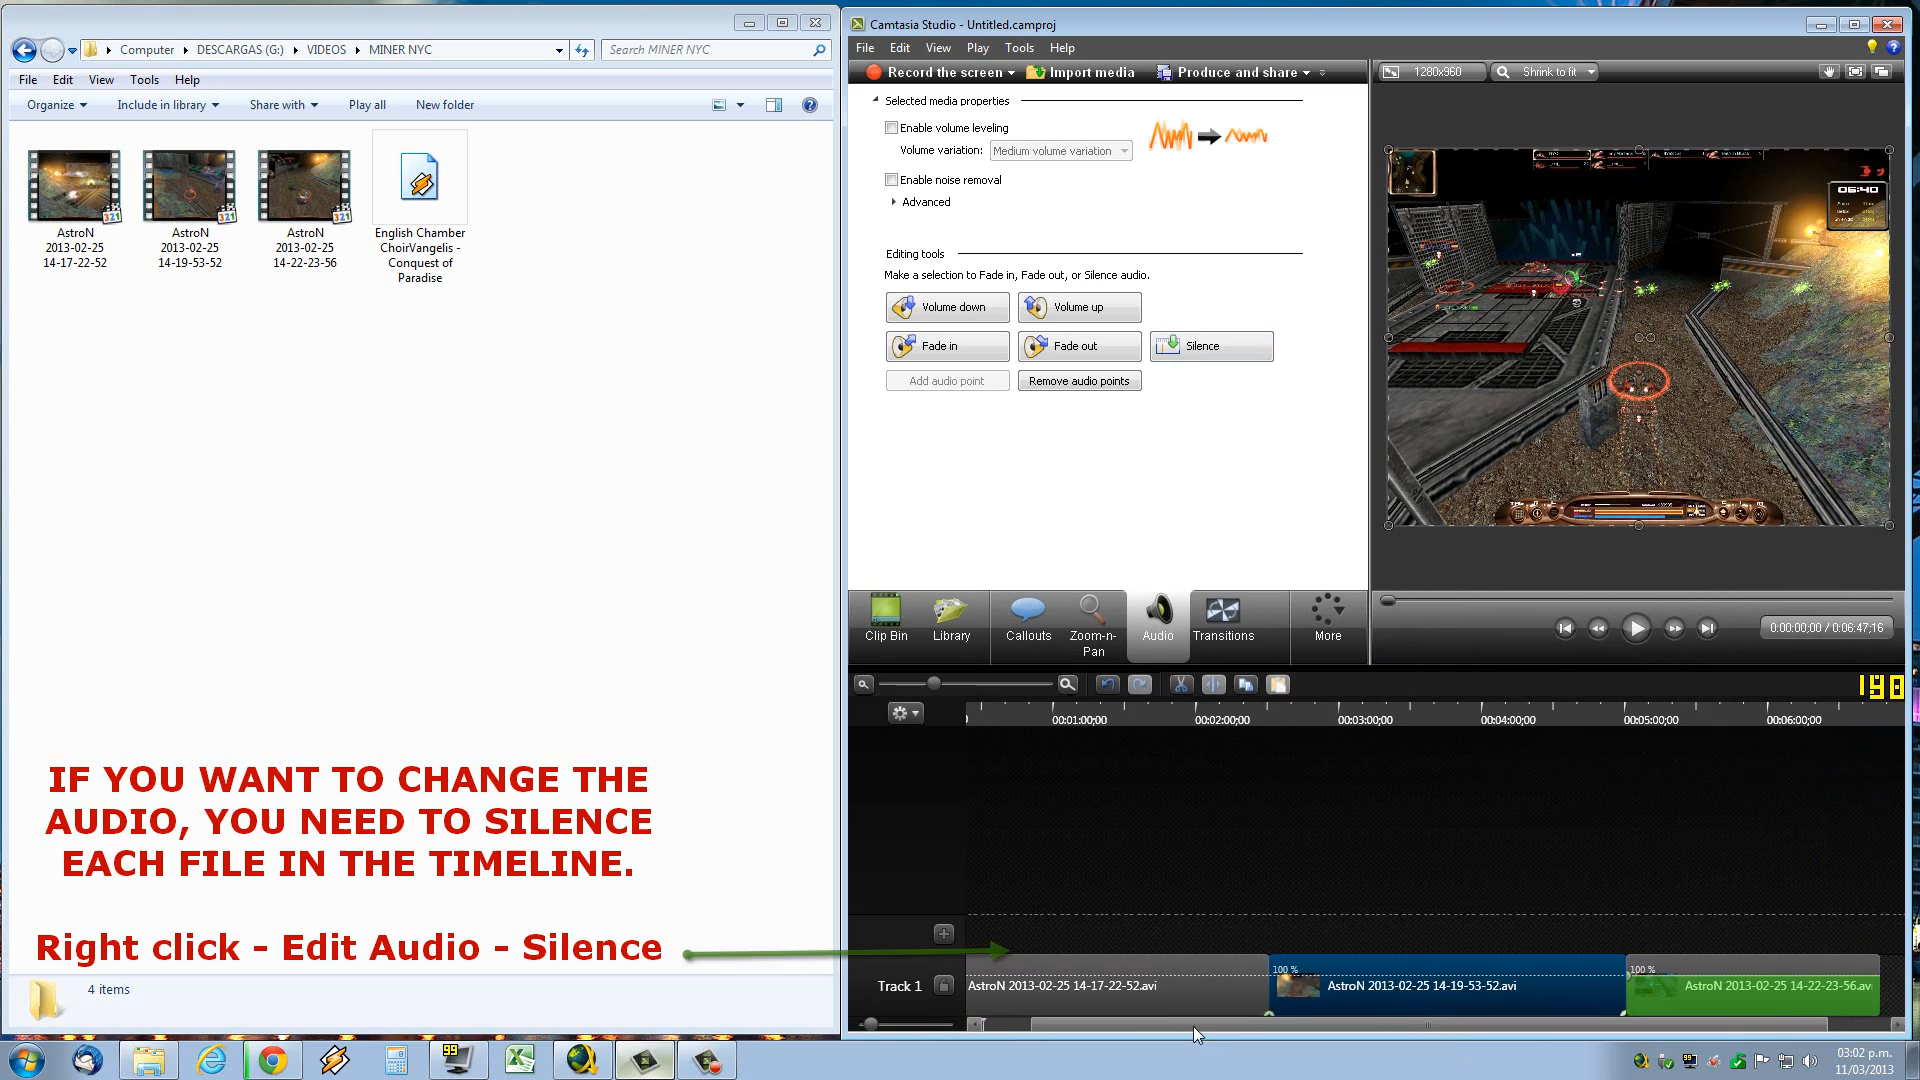 Computer
DESCARGAS (G:)
VIDEOS
MINER NYC
Search MINER NYC
File Edit View Tools Help
Organize
Include in library
Share with
Play all
New folder
AstroN
2013-02-25
14-17-22-52
AstroN
2013-02-25
14-19-53-52
AstroN
2013-02-25
14-22-23-56
English Chamber
ChoirVangelis -
Conquest of
Paradise
321
321
321
IF YOU WANT TO CHANGE THE
AUDIO, YOU NEED TO SILENCE
EACH FILE IN THE TIMELINE.
Right click - Edit Audio - Silence
4 items
Camtasia Studio - Untitled.camproj
File Edit View Play Tools Help
Record the screen
Import media
Produce and share
1280x960
Shrink to fit
Selected media properties
Enable volume leveling
Volume variation: Medium volume variation
Enable noise removal
Advanced
Editing tools
Make a selection to Fade in, Fade out, or Silence audio.
Volume down
Volume up
Fade in
Fade out
Silence
Add audio point
Remove audio points
06:40
Clip Bin
Library
Callouts
Zoom-n-
Pan
Audio
Transitions
More
0:00:00;00 / 0:06:47;16
198
00:01:00;00
00:02:00;00
00:03:00;00
00:04:00;00
00:05:00;00
00:06:00;00
Track 1
AstroN 2013-02-25 14-17-22-52.avi
100 %
AstroN 2013-02-25 14-19-53-52.avi
100 %
AstroN 2013-02-25 14-22-23-56.avi
99
03:02 p.m.
11/03/2013